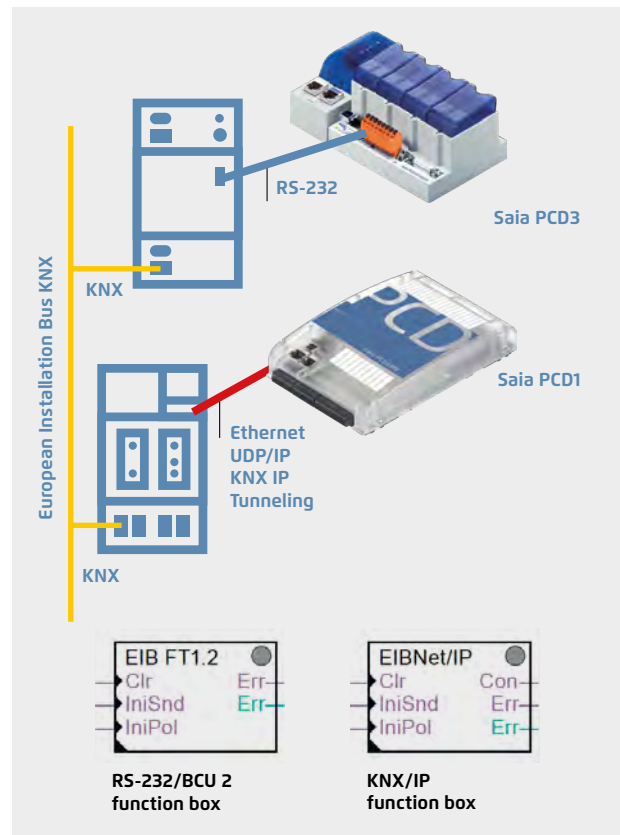 RS-232
Saia PCD3
European Installation Bus KNX
KNX
PCD
Saia PCD1
Ethernet
UDP/IP
KNX IP
Tunneling
KNX
EIB FT1.2
Clr Err
IniSnd Err
IniPol
EIBNet/IP
Clr Con
IniSnd Err
IniPol Err
RS-232/BCU 2
function box
KNX/IP
function box